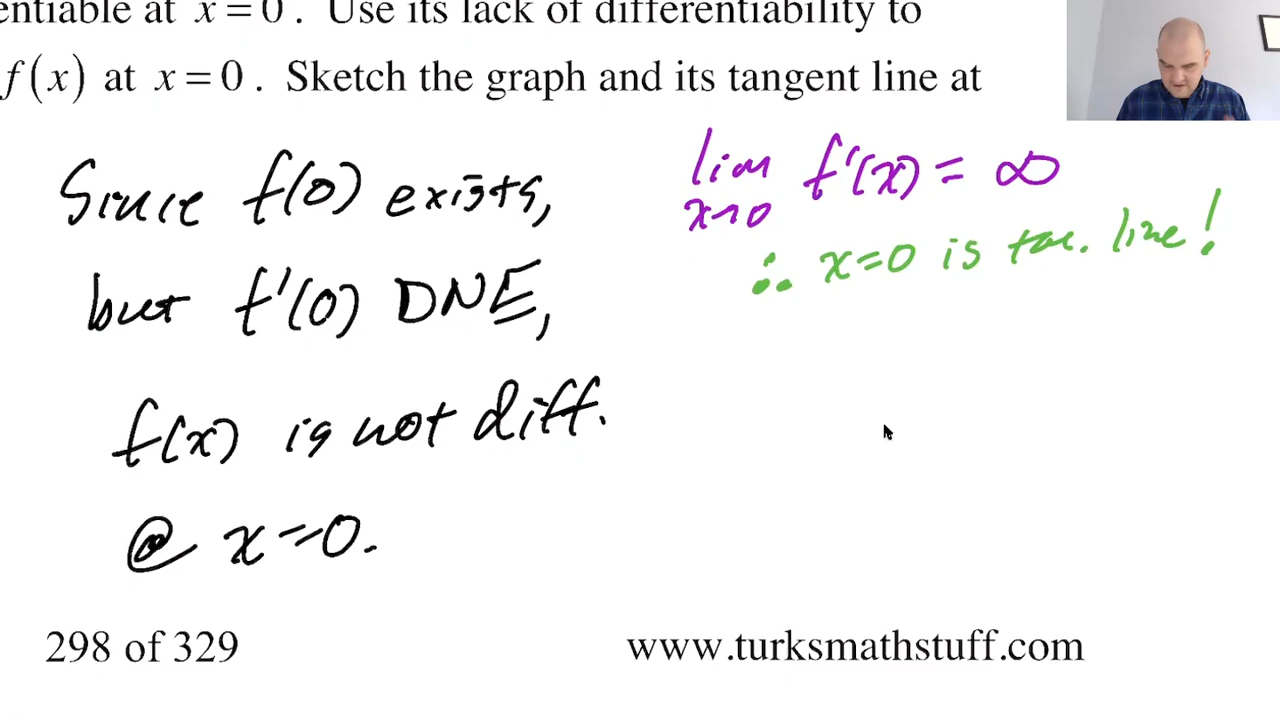 entiable at x = 0 . Use its lack of differentiability to
f(x) at x = 0 . Sketch the graph and its tangent line at
Since f(0) exists,
but f'(0) DNE,
f(x) is not diff.
@ x=0.
lim f'(x) = ∞
x→0
∴ x=0 is tan. line!
298 of 329
www.turksmathstuff.com